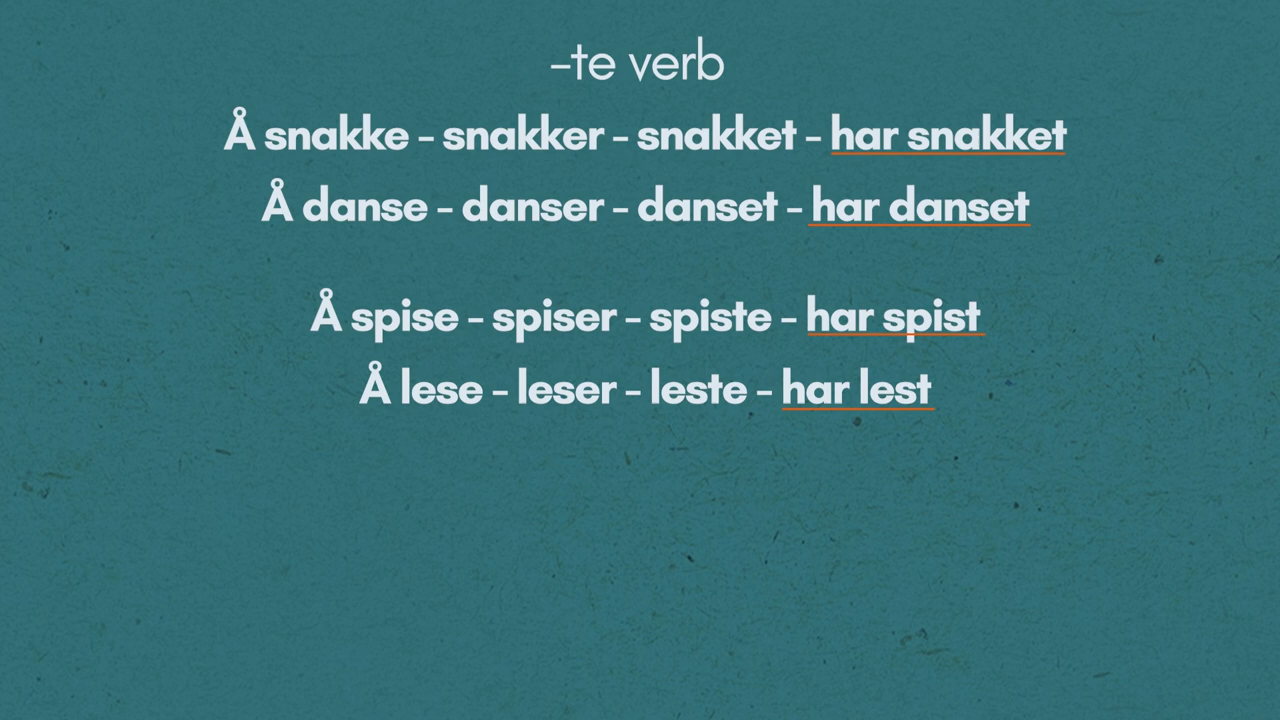 –te verb
Å snakke - snakker - snakket - har snakket
Å danse - danser - danset - har danset
Å spise - spiser - spiste - har spist
Å lese - leser - leste - har lest